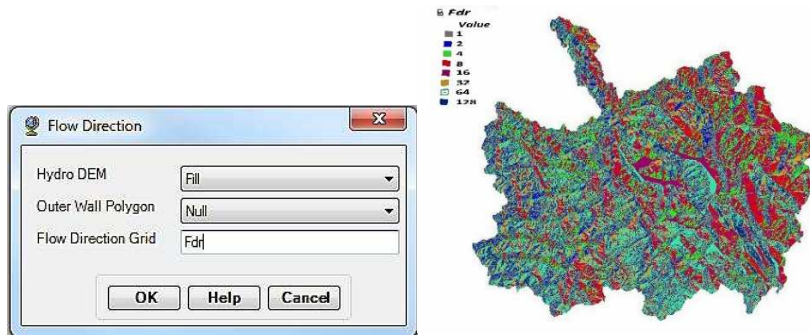 Flow Direction
Hydro DEM
Fill
Outer Wall Polygon
Null
Flow Direction Grid
Fdr
OK
Help
Cancel
Fdr
Value
1
2
4
8
16
32
64
128